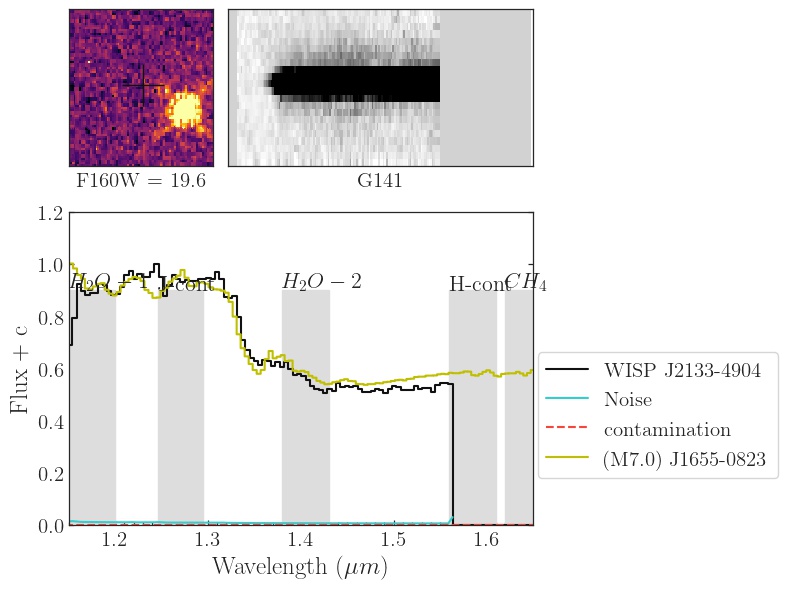 F160W = 19.6
G141
H₂O − 1
J-cont
H₂O − 2
H-cont
CH₄
1.2
1.0
0.8
0.6
0.4
0.2
0.0
Flux + c
1.2
1.3
1.4
1.5
1.6
Wavelength (μm)
WISP J2133-4904
Noise
contamination
(M7.0) J1655-0823